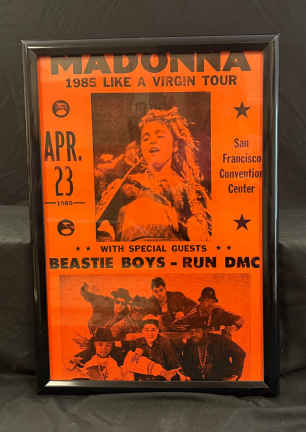 MADONNA
1985 LIKE A VIRGIN TOUR
APR.
23
1985
San
Francisco
Convention
Center
WITH SPECIAL GUESTS
BEASTIE BOYS - RUN DMC